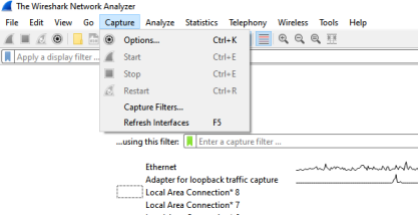 The Wireshark Network Analyzer
File Edit View Go Capture Analyze Statistics Telephony Wireless Tools Help
Options... Ctrl+K
Start Ctrl+E
Stop Ctrl+E
Restart Ctrl+R
Capture Filters...
Refresh Interfaces F5
Apply a display filter ...
...using this filter: Enter a capture filter ...
Ethernet
Adapter for loopback traffic capture
Local Area Connection* 8
Local Area Connection* 7